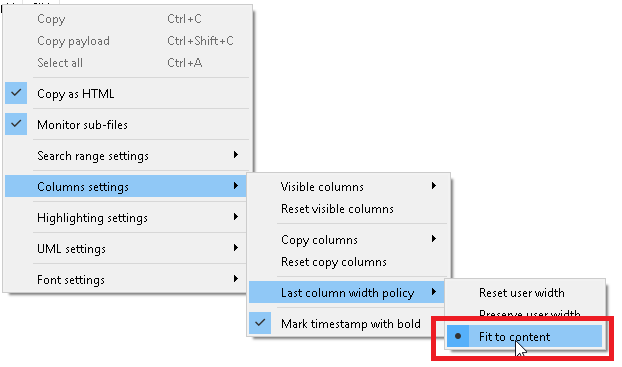 Copy Ctrl+C
Copy payload Ctrl+Shift+C
Select all Ctrl+A
Copy as HTML
Monitor sub-files
Search range settings
Columns settings
Highlighting settings
UML settings
Font settings
Visible columns
Reset visible columns
Copy columns
Reset copy columns
Last column width policy
Mark timestamp with bold
Reset user width
Preserve user width
Fit to content